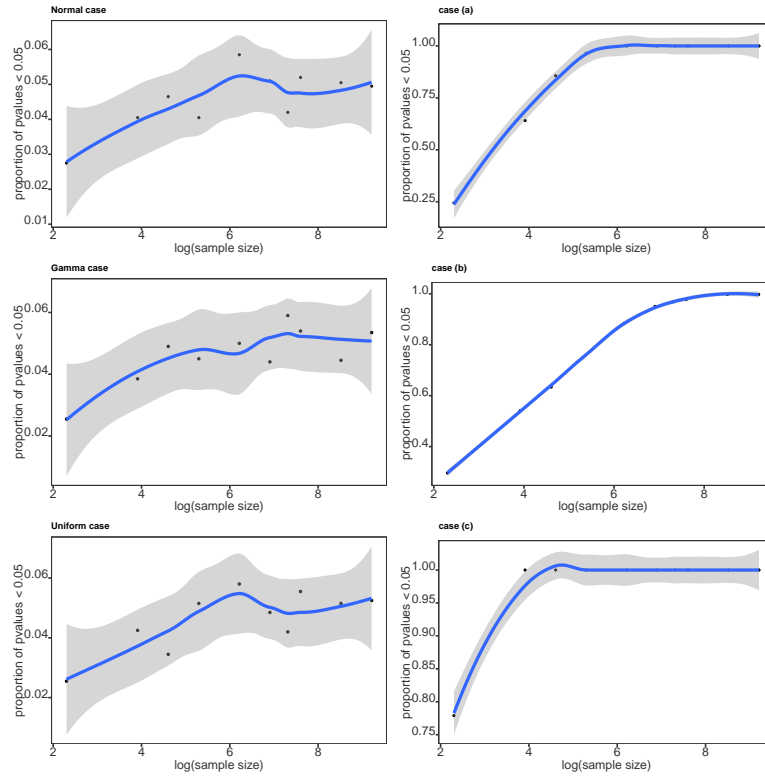 Normal case
proportion of pvalues < 0.05
0.06
0.05
0.04
0.03
0.02
0.01
2
4
6
8
log(sample size)
case (a)
proportion of pvalues < 0.05
1.00
0.75
0.50
0.25
2
4
6
8
log(sample size)
Gamma case
proportion of pvalues < 0.05
0.06
0.04
0.02
2
4
6
8
log(sample size)
case (b)
proportion of pvalues < 0.05
1.0
0.8
0.6
0.4
2
4
6
8
log(sample size)
Uniform case
proportion of pvalues < 0.05
0.06
0.04
0.02
2
4
6
8
log(sample size)
case (c)
proportion of pvalues < 0.05
1.00
0.95
0.90
0.85
0.80
0.75
2
4
6
8
log(sample size)